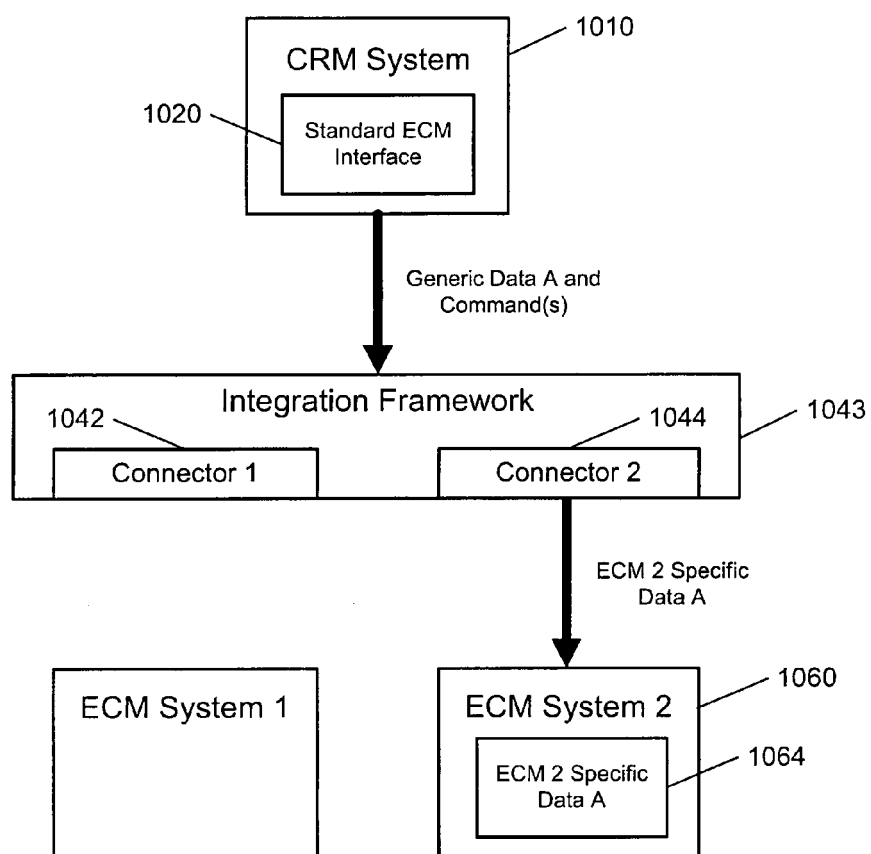 1010
CRM System
1020
Standard ECM
Interface
Generic Data A and
Command(s)
Integration Framework
1042
1044
1043
Connector 1
Connector 2
ECM 2 Specific
Data A
1060
ECM System 1
ECM System 2
1064
ECM 2 Specific
Data A